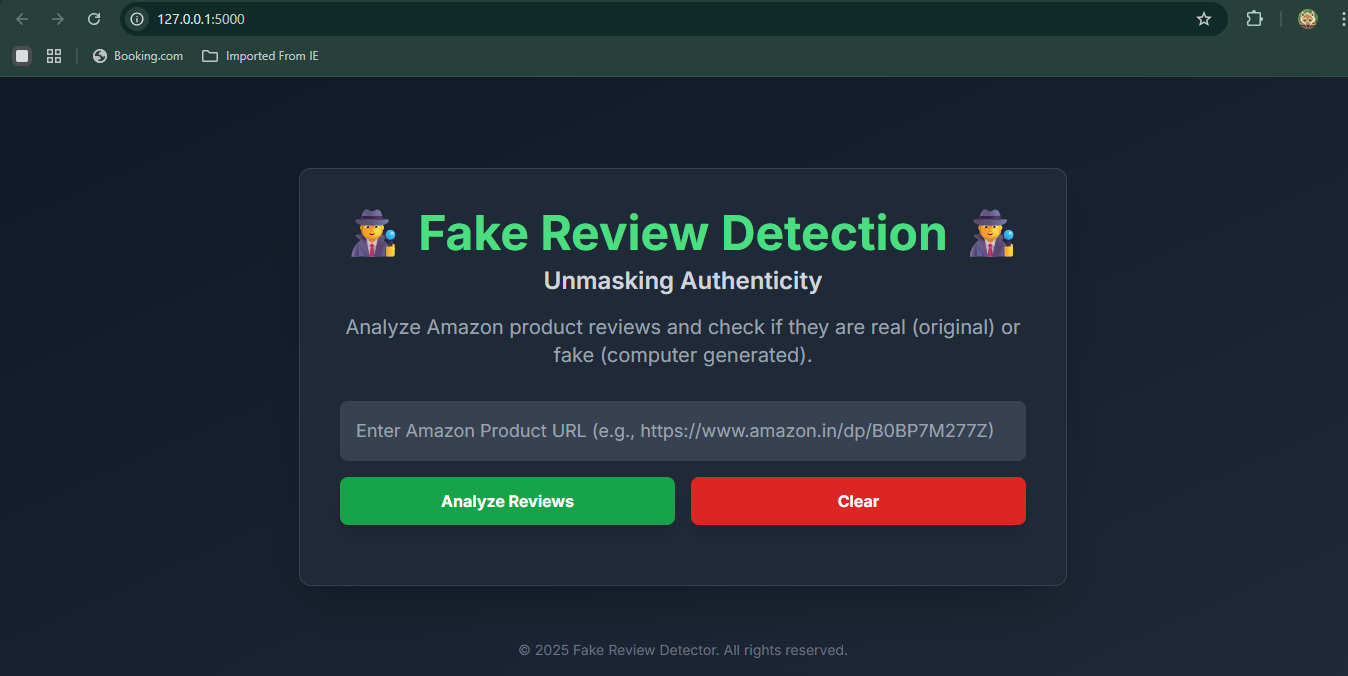 127.0.0.1:5000
Booking.com Imported From IE
Fake Review Detection
Unmasking Authenticity
Analyze Amazon product reviews and check if they are real (original) or
fake (computer generated).
Enter Amazon Product URL (e.g., https://www.amazon.in/dp/B0BP7M277Z)
Analyze Reviews Clear
© 2025 Fake Review Detector. All rights reserved.